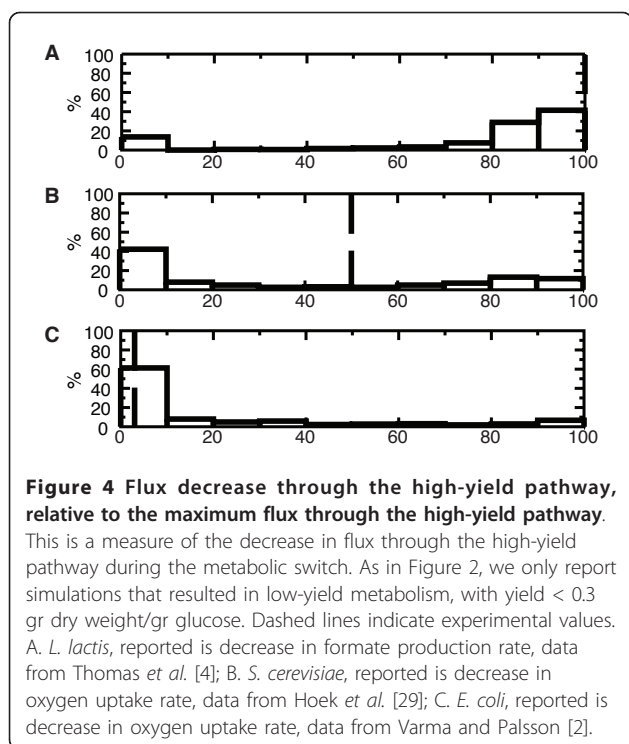 A
100
80
60
40
20
0
%
0 20 40 60 80 100
B
100
80
60
40
20
0
%
0 20 40 60 80 100
C
100
80
60
40
20
0
%
0 20 40 60 80 100
Figure 4 Flux decrease through the high-yield pathway,
relative to the maximum flux through the high-yield pathway.
This is a measure of the decrease in flux through the high-yield
pathway during the metabolic switch. As in Figure 2, we only report
simulations that resulted in low-yield metabolism, with yield < 0.3
gr dry weight/gr glucose. Dashed lines indicate experimental values.
A. L. lactis, reported is decrease in formate production rate, data
from Thomas et al. [4]; B. S. cerevisiae, reported is decrease in
oxygen uptake rate, data from Hoek et al. [29]; C. E. coli, reported is
decrease in oxygen uptake rate, data from Varma and Palsson [2].